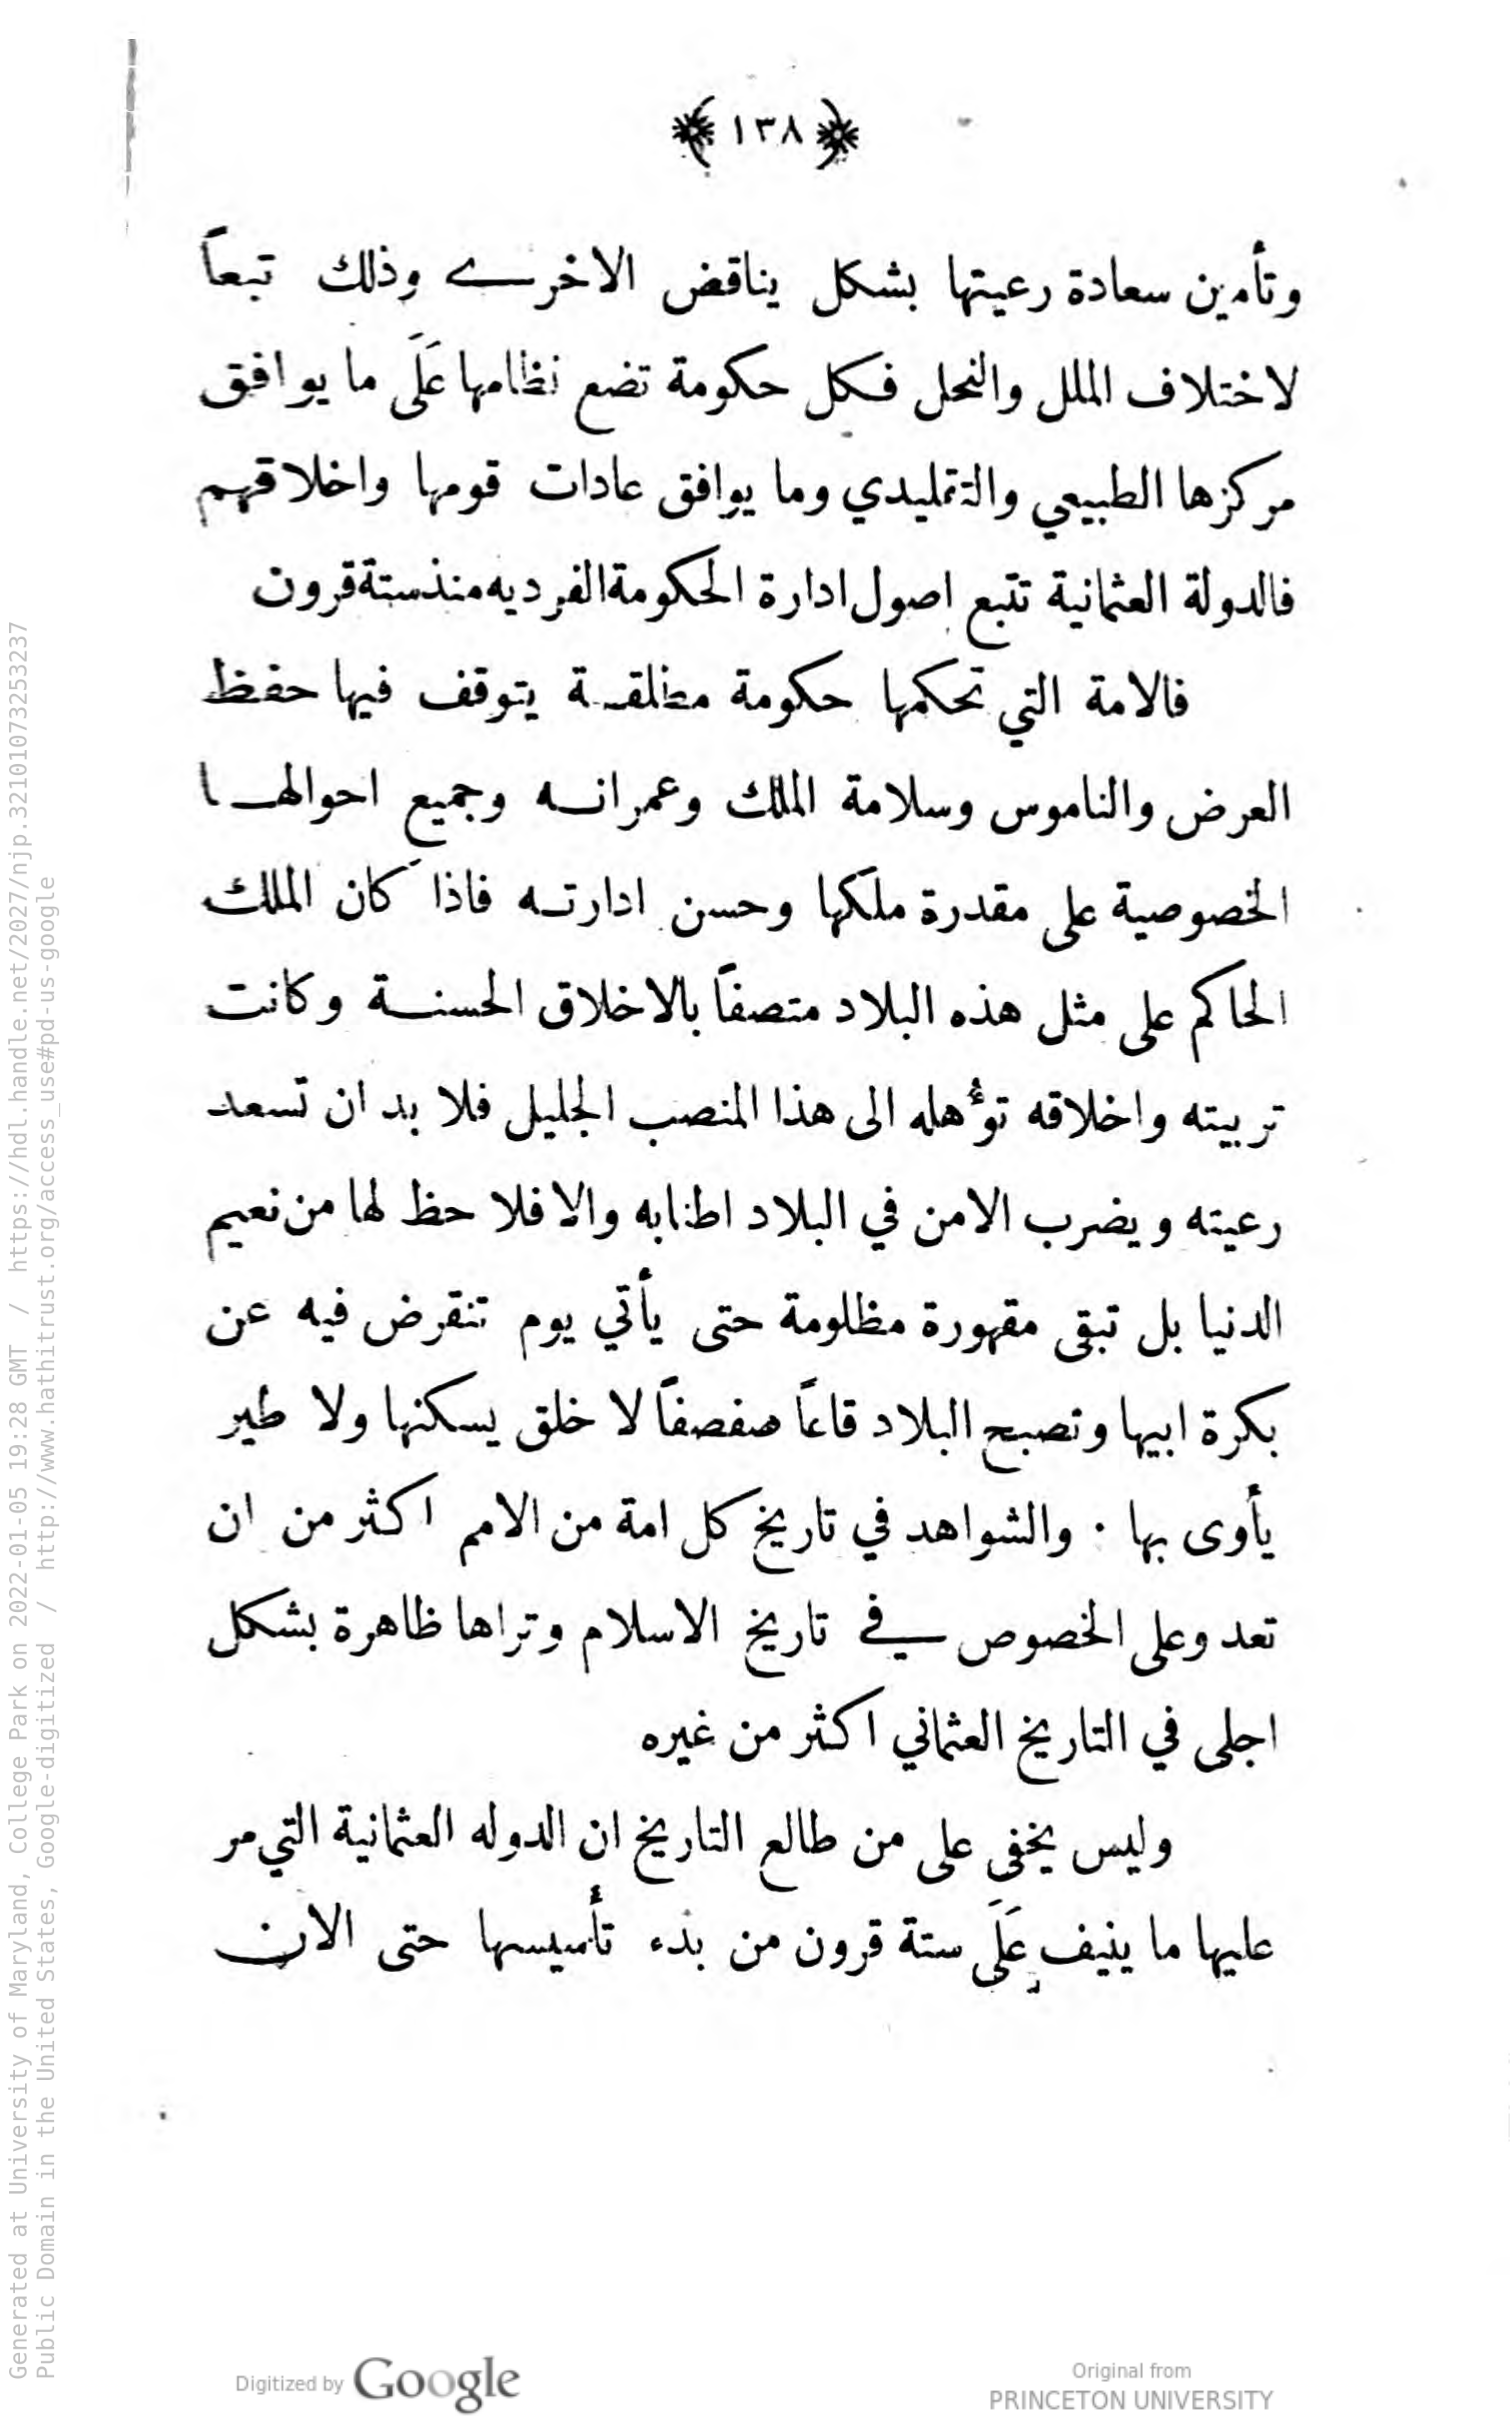 ﴿ ١٣٨ ﴾
وتأمين سعادة رعيتها بشكل يناقض الاخرى وذلك تبعاً
لاختلاف الملل والنحل فكل حكومة تضع نظامها عَلَى ما يوافق
مركزها الطبيعي والتقليدي وما يوافق عادات قومها واخلاقهم
فالدولة العثمانية تتبع اصول ادارة الحكومة الفرديه منذ ستة قرون
فالامة التي تحكمها حكومة مطلقة يتوقف فيها حفظ
العرض والناموس وسلامة الملك وعمرانه وجميع احوالها
الخصوصية على مقدرة ملكها وحسن ادارته فاذا كان الملك
الحاكم على مثل هذه البلاد متصفاً بالاخلاق الحسنة وكانت
تربيته واخلاقه تؤهله الى هذا المنصب الجليل فلا بد ان تسعد
رعيته ويضرب الامن في البلاد اطنابه والا فلا حظ لها من نعيم
الدنيا بل تبقى مقهورة مظلومة حتى يأتي يوم تنقرض فيه عن
بكرة ابيها وتصبح البلاد قاعاً صفصفاً لا خلق يسكنها ولا طير
يأوى بها . والشواهد في تاريخ كل امة من الامم اكثر من ان
تعد وعلى الخصوص في تاريخ الاسلام وتراها ظاهرة بشكل
اجلى في التاريخ العثماني اكثر من غيره
وليس يخفى على من طالع التاريخ ان الدوله العثمانية التي مر
عليها ما ينيف عَلَى ستة قرون من بدء تأسيسها حتى الان
Generated at University of Maryland, College Park on 2022-01-05 19:28 GMT / https://hdl.handle.net/2027/njp.32101073253237
Public Domain in the United States, Google-digitized / http://www.hathitrust.org/access_use#pd-us-google
Digitized by Google
Original from
PRINCETON UNIVERSITY